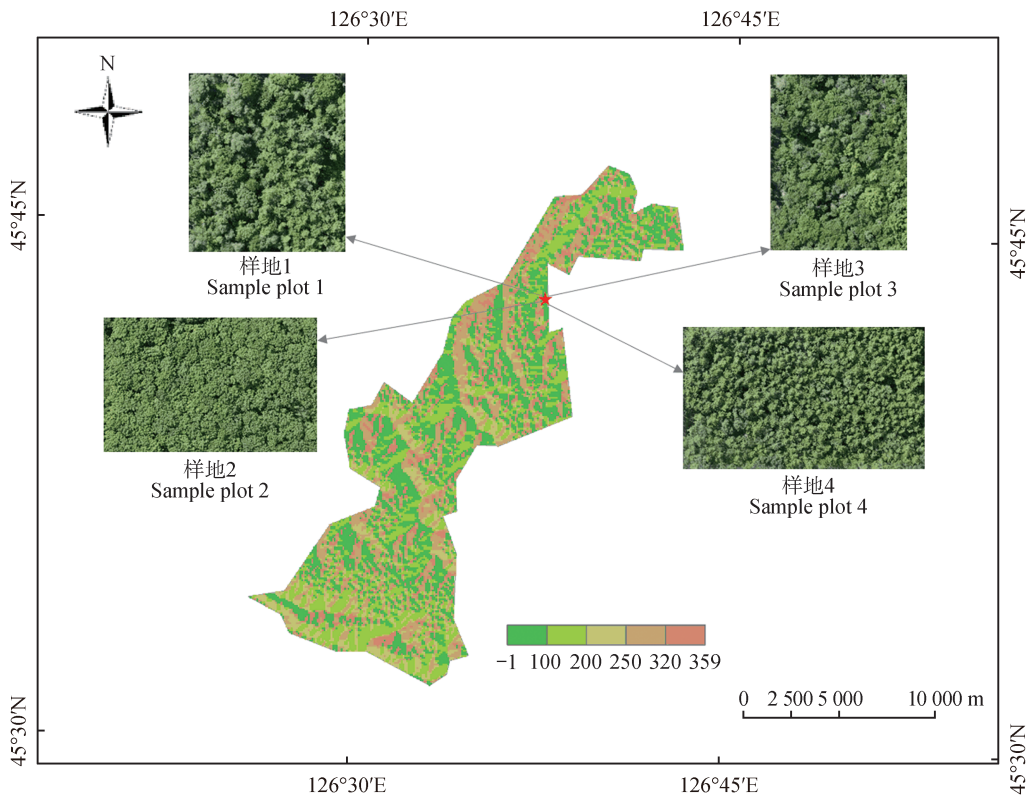 126°30′E
126°45′E
N
45°45′N
45°45′N
样地1
Sample plot 1
样地3
Sample plot 3
样地2
Sample plot 2
样地4
Sample plot 4
−1 100 200 250 320 359
0 2 500 5 000 10 000 m
45°30′N
45°30′N
126°30′E
126°45′E